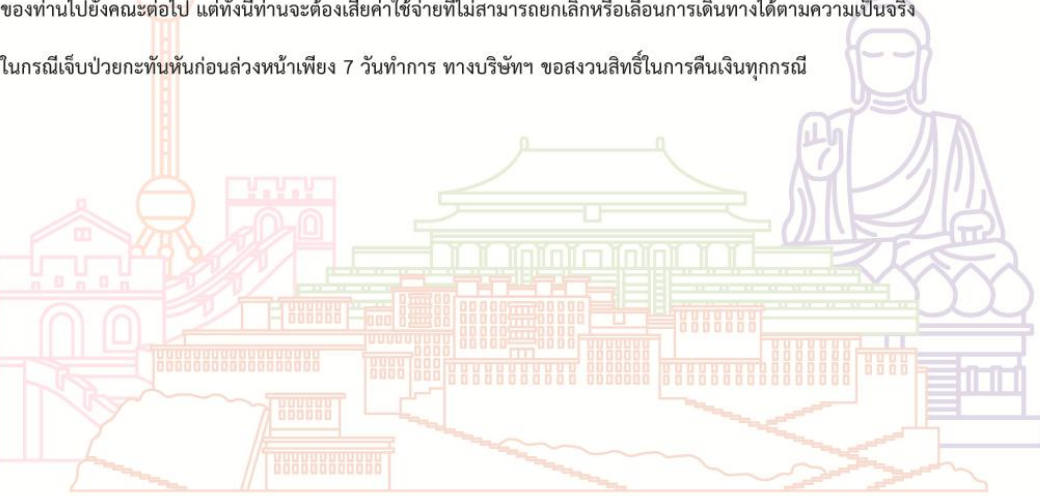 ของท่านไปยังคณะต่อไป แต่ทั้งนี้ท่านจะต้องเสียค่าใช้จ่ายที่ไม่สามารถยกเลิกหรือเลื่อนการเดินทางได้ตามความเป็นจริง
ในกรณีเจ็บป่วยกะทันหันก่อนล่วงหน้าเพียง 7 วันทำการ ทางบริษัทฯ ขอสงวนสิทธิ์ในการคืนเงินทุกกรณี